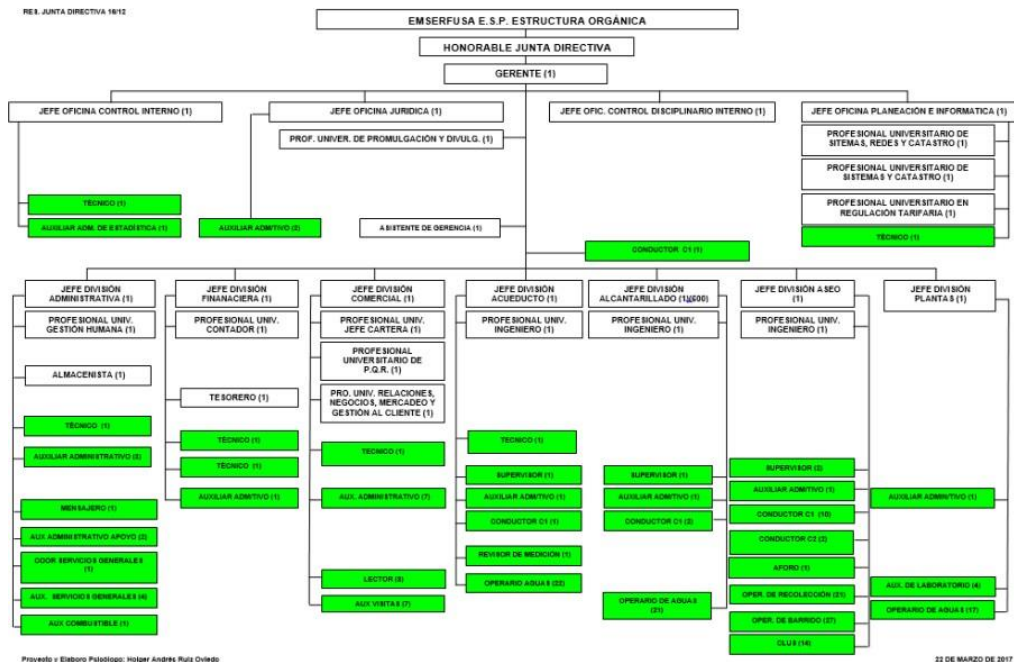 RES. JUNTA DIRECTIVA 16/12
EMSERFUSA E.S.P. ESTRUCTURA ORGÁNICA
HONORABLE JUNTA DIRECTIVA
GERENTE (1)
JEFE OFICINA CONTROL INTERNO (1)
JEFE OFICINA JURIDICA (1)
JEFE OFIC. CONTROL DISCIPLINARIO INTERNO (1)
JEFE OFICINA PLANEACIÓN E INFORMATICA (1)
PROF. UNIVER. DE PROMULGACIÓN Y DIVULG. (1)
PROFESIONAL UNIVERSITARIO DE
SITEMAS, REDES Y CATASTRO (1)
PROFESIONAL UNIVERSITARIO DE
SISTEMAS Y CATASTRO (1)
PROFESIONAL UNIVERSITARIO EN
REGULACIÓN TARIFARIA (1)
TÉCNICO (1)
TÉCNICO (1)
AUXILIAR ADM. DE ESTADÍSTICA (1)
AUXILIAR ADMITIVO (2)
ASISTENTE DE GERENCIA (1)
CONDUCTOR C1 (1)
JEFE DIVISIÓN
ADMINISTRATIVA (1)
PROFESIONAL UNIV.
GESTIÓN HUMANA (1)
ALMACENISTA (1)
TÉCNICO (1)
AUXILIAR ADMINISTRATIVO (3)
MENSAJERO (1)
AUX ADMINISTRATIVO APOYO (2)
ODOR SERVICIOS GENERALES
(1)
AUX. SERVICIOS GENERALES (4)
AUX COMBUSTIBLE (1)
JEFE DIVISIÓN
FINANACIERA (1)
PROFESIONAL UNIV.
CONTADOR (1)
TESORERO (1)
TÉCNICO (1)
TÉCNICO (1)
AUXILIAR ADMITIVO (1)
JEFE DIVISIÓN
COMERCIAL (1)
PROFESIONAL UNIV.
JEFE CARTERA (1)
PROFESIONAL
UNIVERSITARIO DE
P.Q.R. (1)
PRO. UNIV. RELACIONES,
NEGOCIOS, MERCADEO Y
GESTIÓN AL CLIENTE (1)
TECNICO (1)
AUX. ADMINISTRATIVO (7)
LECTOR (8)
AUX VISITAS (7)
JEFE DIVISIÓN
ACUEDUCTO (1)
PROFESIONAL UNIV.
INGENIERO (1)
TECNICO (1)
SUPERVISOR (1)
AUXILIAR ADMITIVO (1)
CONDUCTOR C1 (1)
REVISOR DE MEDICIÓN (1)
OPERARIO AGUAS (22)
JEFE DIVISIÓN
ALCANTARILLADO
PROFESIONAL UNIV.
INGENIERO (1)
SUPERVISOR (1)
AUXILIAR ADMITIVO (1)
CONDUCTOR C1 (2)
OPERARIO DE AGUAS
(21)
JEFE DIVISIÓN ASEO
(1)
PROFESIONAL UNIV.
INGENIERO (1)
SUPERVISOR (2)
AUXILIAR ADMITIVO (1)
CONDUCTOR C1 (10)
CONDUCTOR C2 (2)
AFORO (1)
OPER. DE RECOLECCIÓN (21)
OPER. DE BARRIDO (37)
CLUS (14)
JEFE DIVISIÓN
PLANTAS (1)
AUXILIAR ADMINTIVO (1)
AUX. DE LABORATORIO (4)
OPERARIO DE AGUAS (17)
Proyecto y Elaboro Psicólogo: Holger Andrés Ruiz Oviedo
22 DE MARZO DE 2017